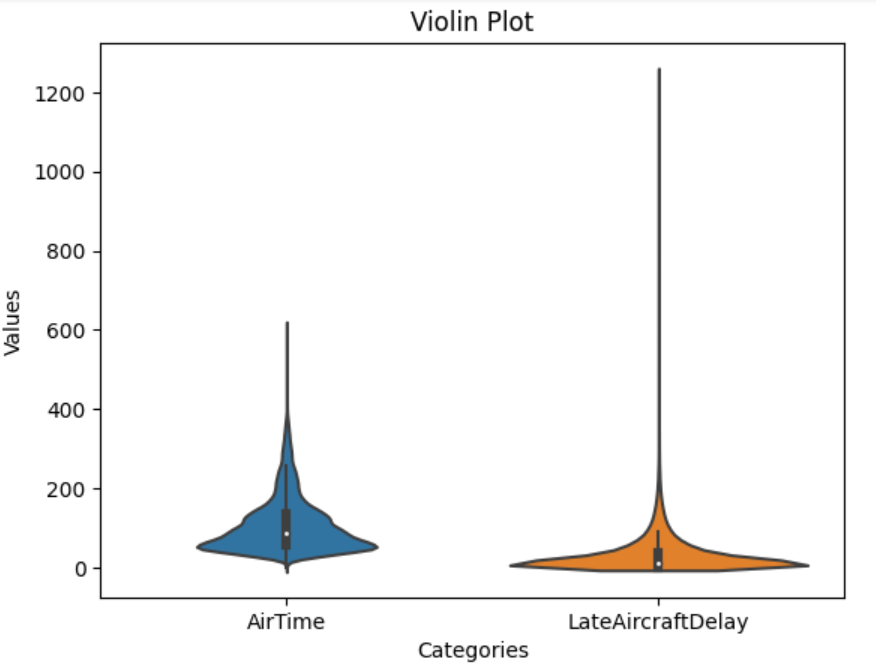 Violin Plot
1200
1000
800
600
400
200
0
Values
AirTime
LateAircraftDelay
Categories